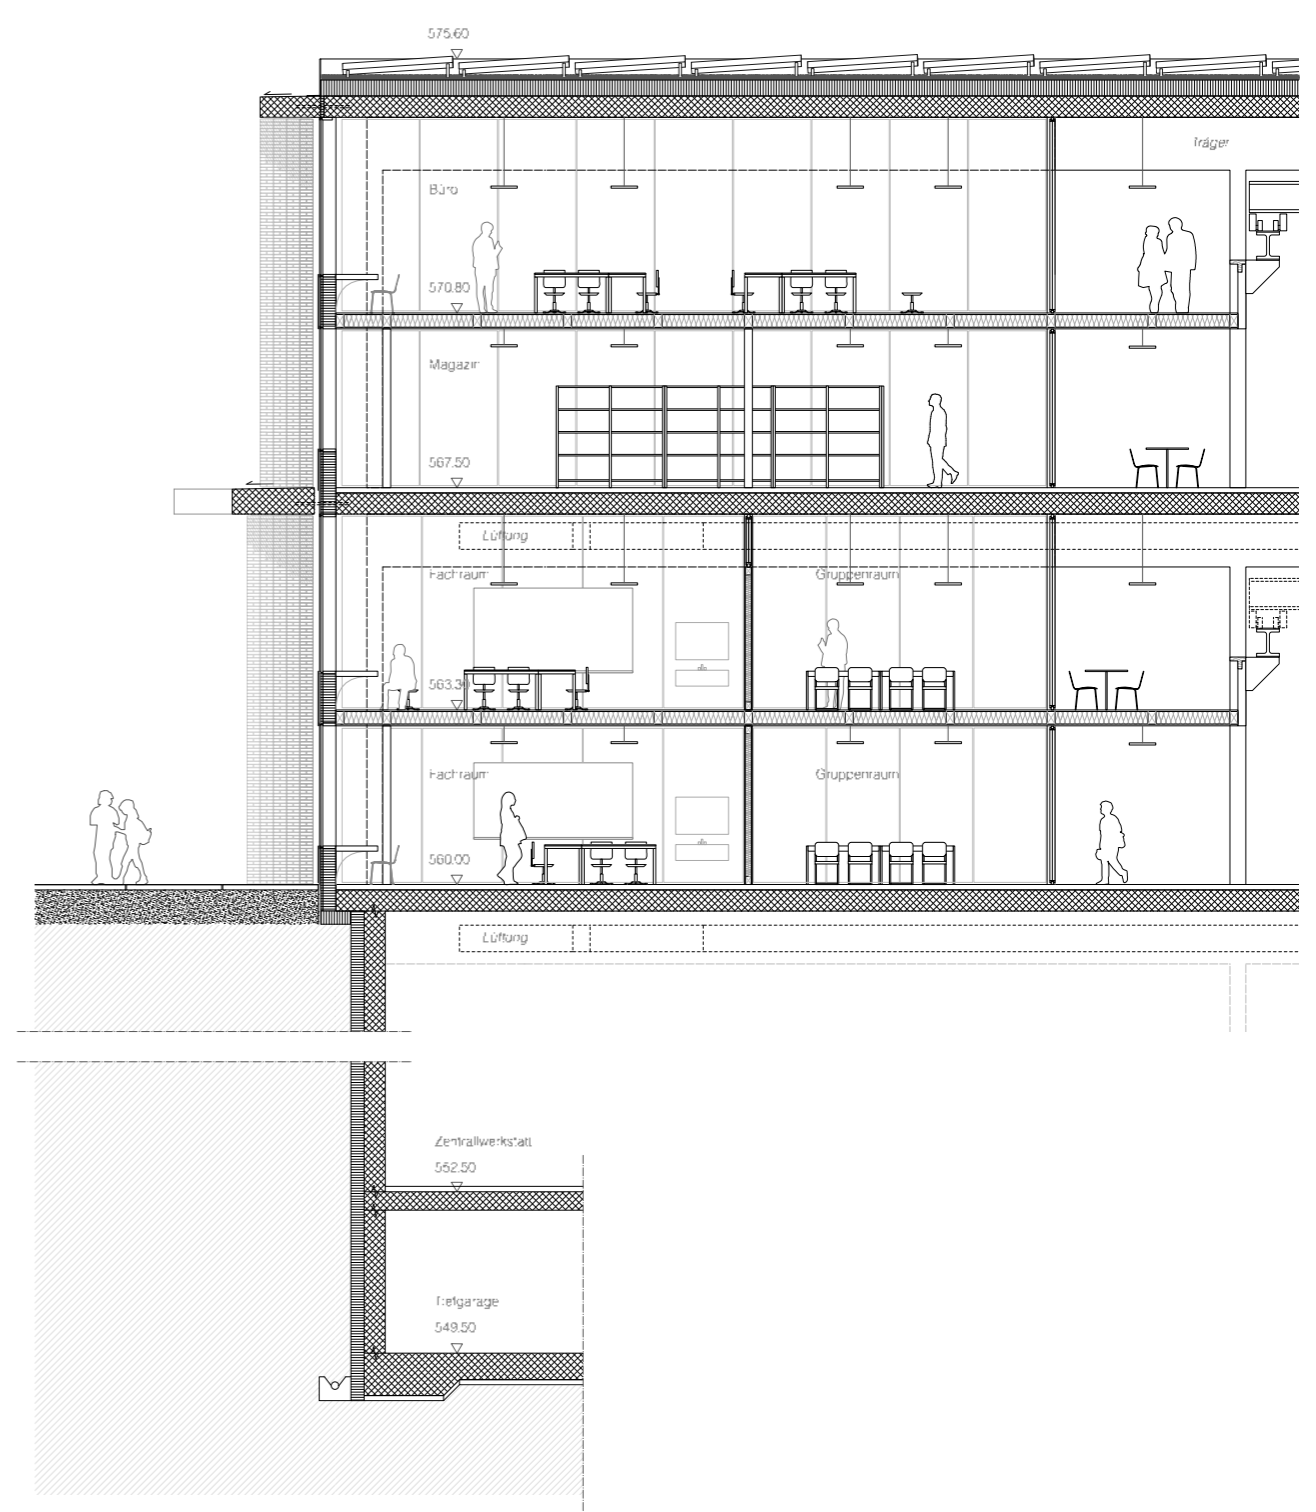 575.60
Träger
Büro
570.80
Magazin
567.50
Lüftung
Fachraum
Gruppenraum
563.30
Fachraum
Gruppenraum
560.00
Lüftung
Zentrallwerkstatt
552.50
Tiefgarage
549.50